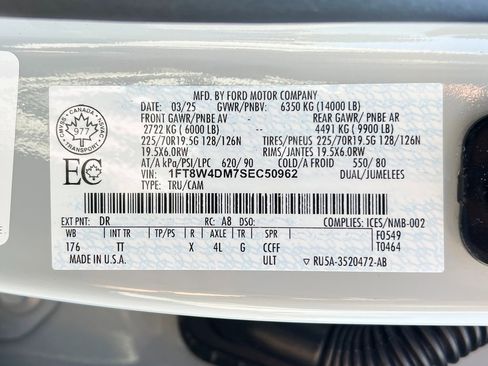 MFD. BY FORD MOTOR COMPANY
DATE: 03/25 GVWR/PNBV: 6350 KG (14000 LB)
FRONT GAWR/PNBE AV - REAR GAWR/ PNBE AR
2722 KG ( 6000 LB) -- 4491 KG ( 9900 LB)
225/70R19.5G 128/126N TIRES/PNEUS 225/70R19.5G 128/126N
19.5X6.0RW RIMS/JANTES 19.5X6.0RW
AT/A kPa/PSI/LPC 620/ 90 COLD/A FROID 550/ 80
VIN: 1FT8W4DM7SEC50962 DUAL/JUMELEES
TYPE: TRU/CAM
CANADA
977
TRANSPORT
EC
EXT PNT: DR RC: A8 DSO: COMPLIES: ICES/NMB-002
WB INT TR TP/PS R AXLE TR SPR F0549
176 TT X 4L G CCFF T0464
MADE IN U.S.A. ULT ▽ RU5A-3520472-AB